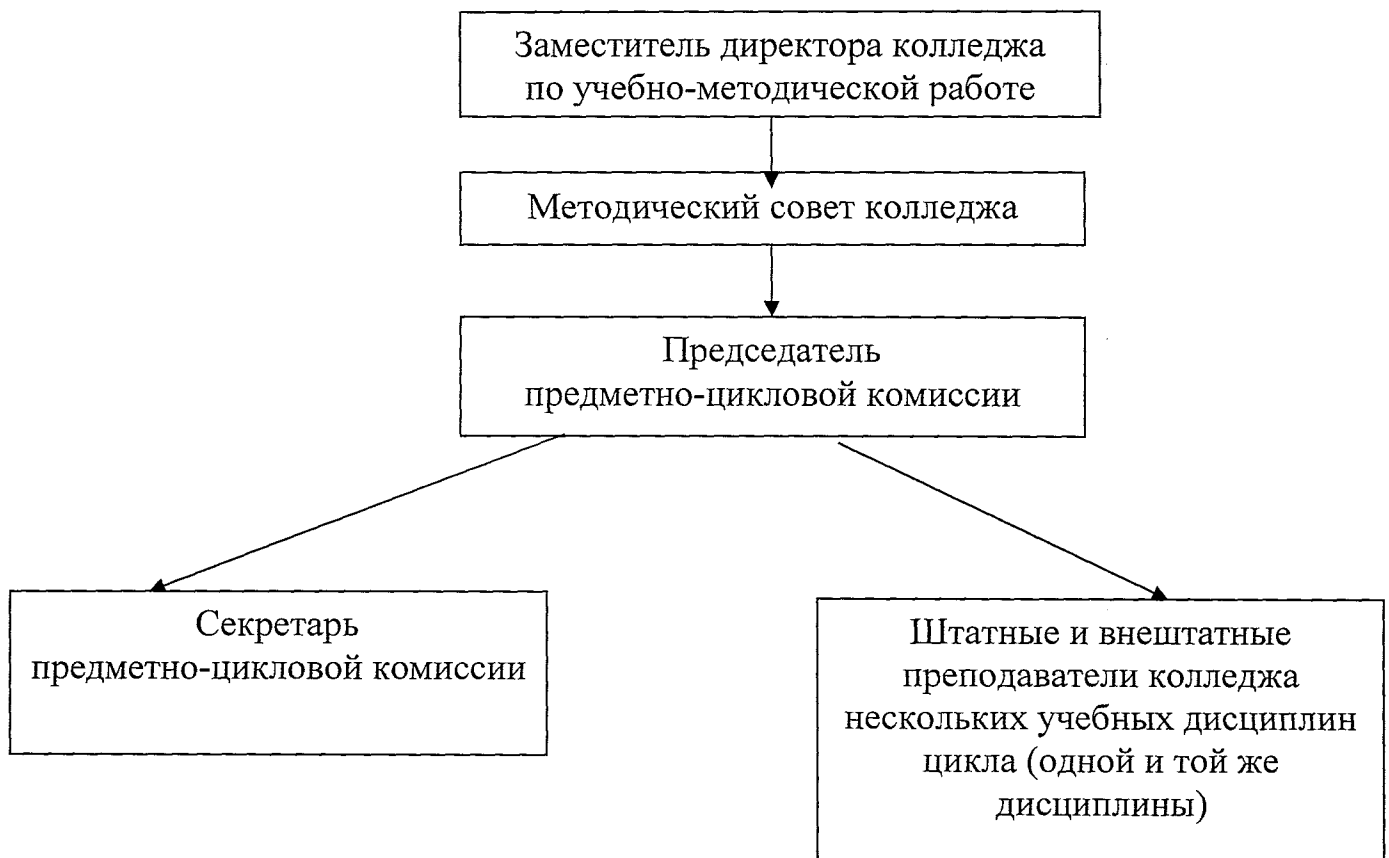 Заместитель директора колледжа
по учебно-методической работе
Методический совет колледжа
Председатель
предметно-цикловой комиссии
Секретарь
предметно-цикловой комиссии
Штатные и внештатные
преподаватели колледжа
нескольких учебных дисциплин
цикла (одной и той же
дисциплины)